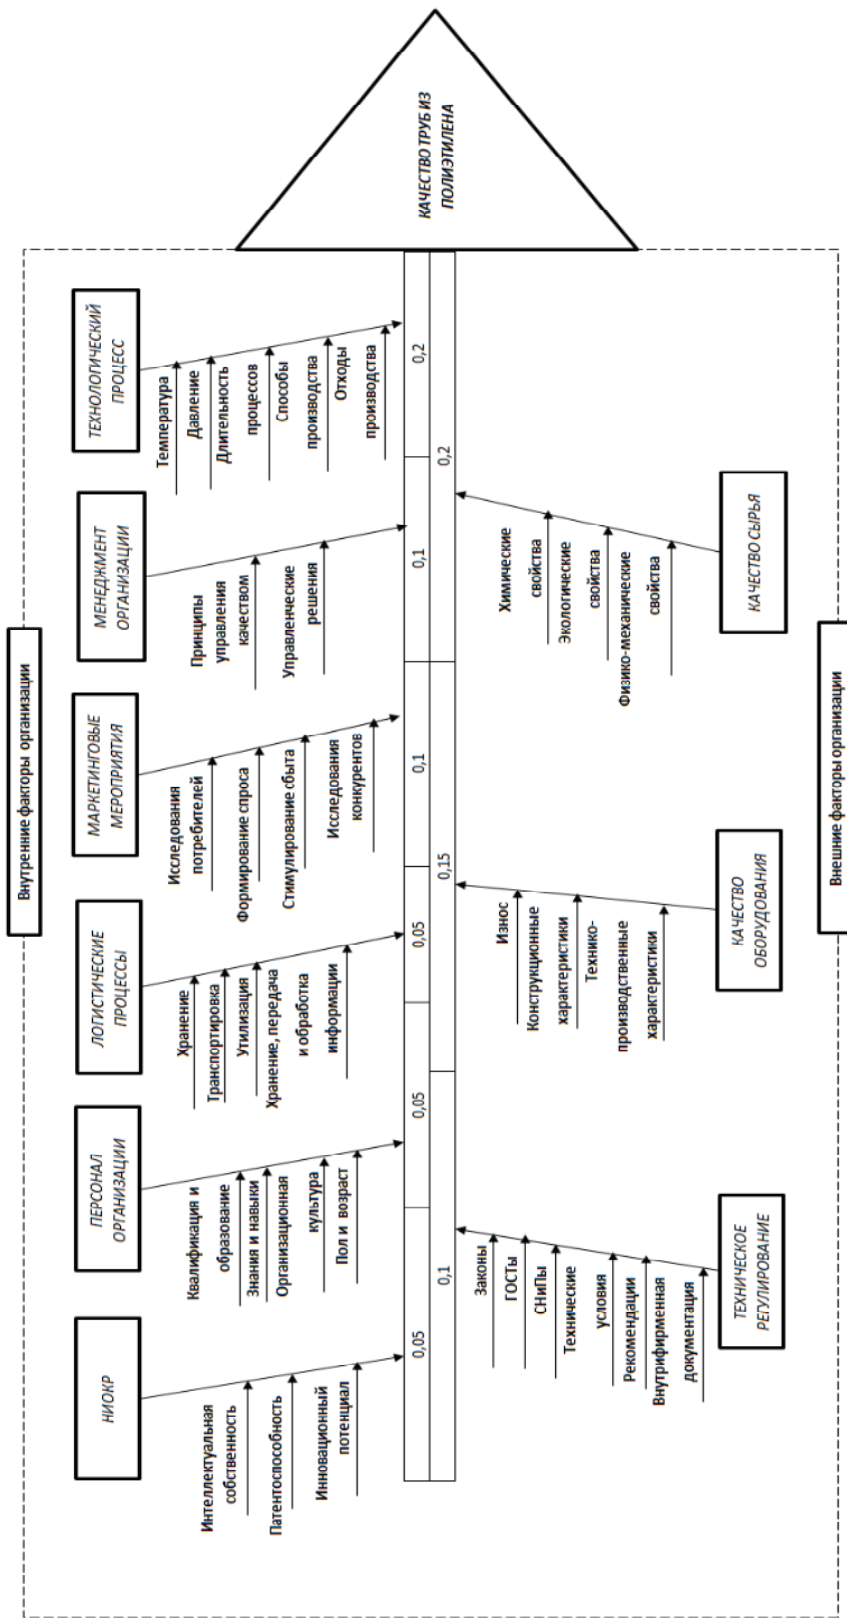 Внутренние факторы организации
НИОКР
ПЕРСОНАЛ
ОРГАНИЗАЦИИ
ЛОГИСТИЧЕСКИЕ
ПРОЦЕССЫ
МАРКЕТИНГОВЫЕ
МЕРОПРИЯТИЯ
МЕНЕДЖМЕНТ
ОРГАНИЗАЦИИ
ТЕХНОЛОГИЧЕСКИЙ
ПРОЦЕСС
Интеллектуальная
собственность
Патентоспособность
Инновационный
потенциал
Квалификация и
образование
Знания и навыки
Организационная
культура
Пол и возраст
Хранение
Транспортировка
Утилизация
Хранение, передача
и обработка
информации
Исследования
потребителей
Формирование спроса
Стимулирование сбыта
Исследования
конкурентов
Принципы
управления
качеством
Управленческие
решения
Температура
Давление
Длительность
процессов
Способы
производства
Отходы
производства
0,05
0,05
0,05
0,1
0,1
0,2
0,1
0,15
0,2
КАЧЕСТВО ТРУБ ИЗ
ПОЛИЭТИЛЕНА
Законы
ГОСТы
СНиПы
Технические
условия
Рекомендации
Внутрифирменная
документация
Износ
Конструкционные
характеристики
Технико-
производственные
характеристики
Химические
свойства
Экологические
свойства
Физико-механические
свойства
ТЕХНИЧЕСКОЕ
РЕГУЛИРОВАНИЕ
КАЧЕСТВО
ОБОРУДОВАНИЯ
КАЧЕСТВО СЫРЬЯ
Внешние факторы организации